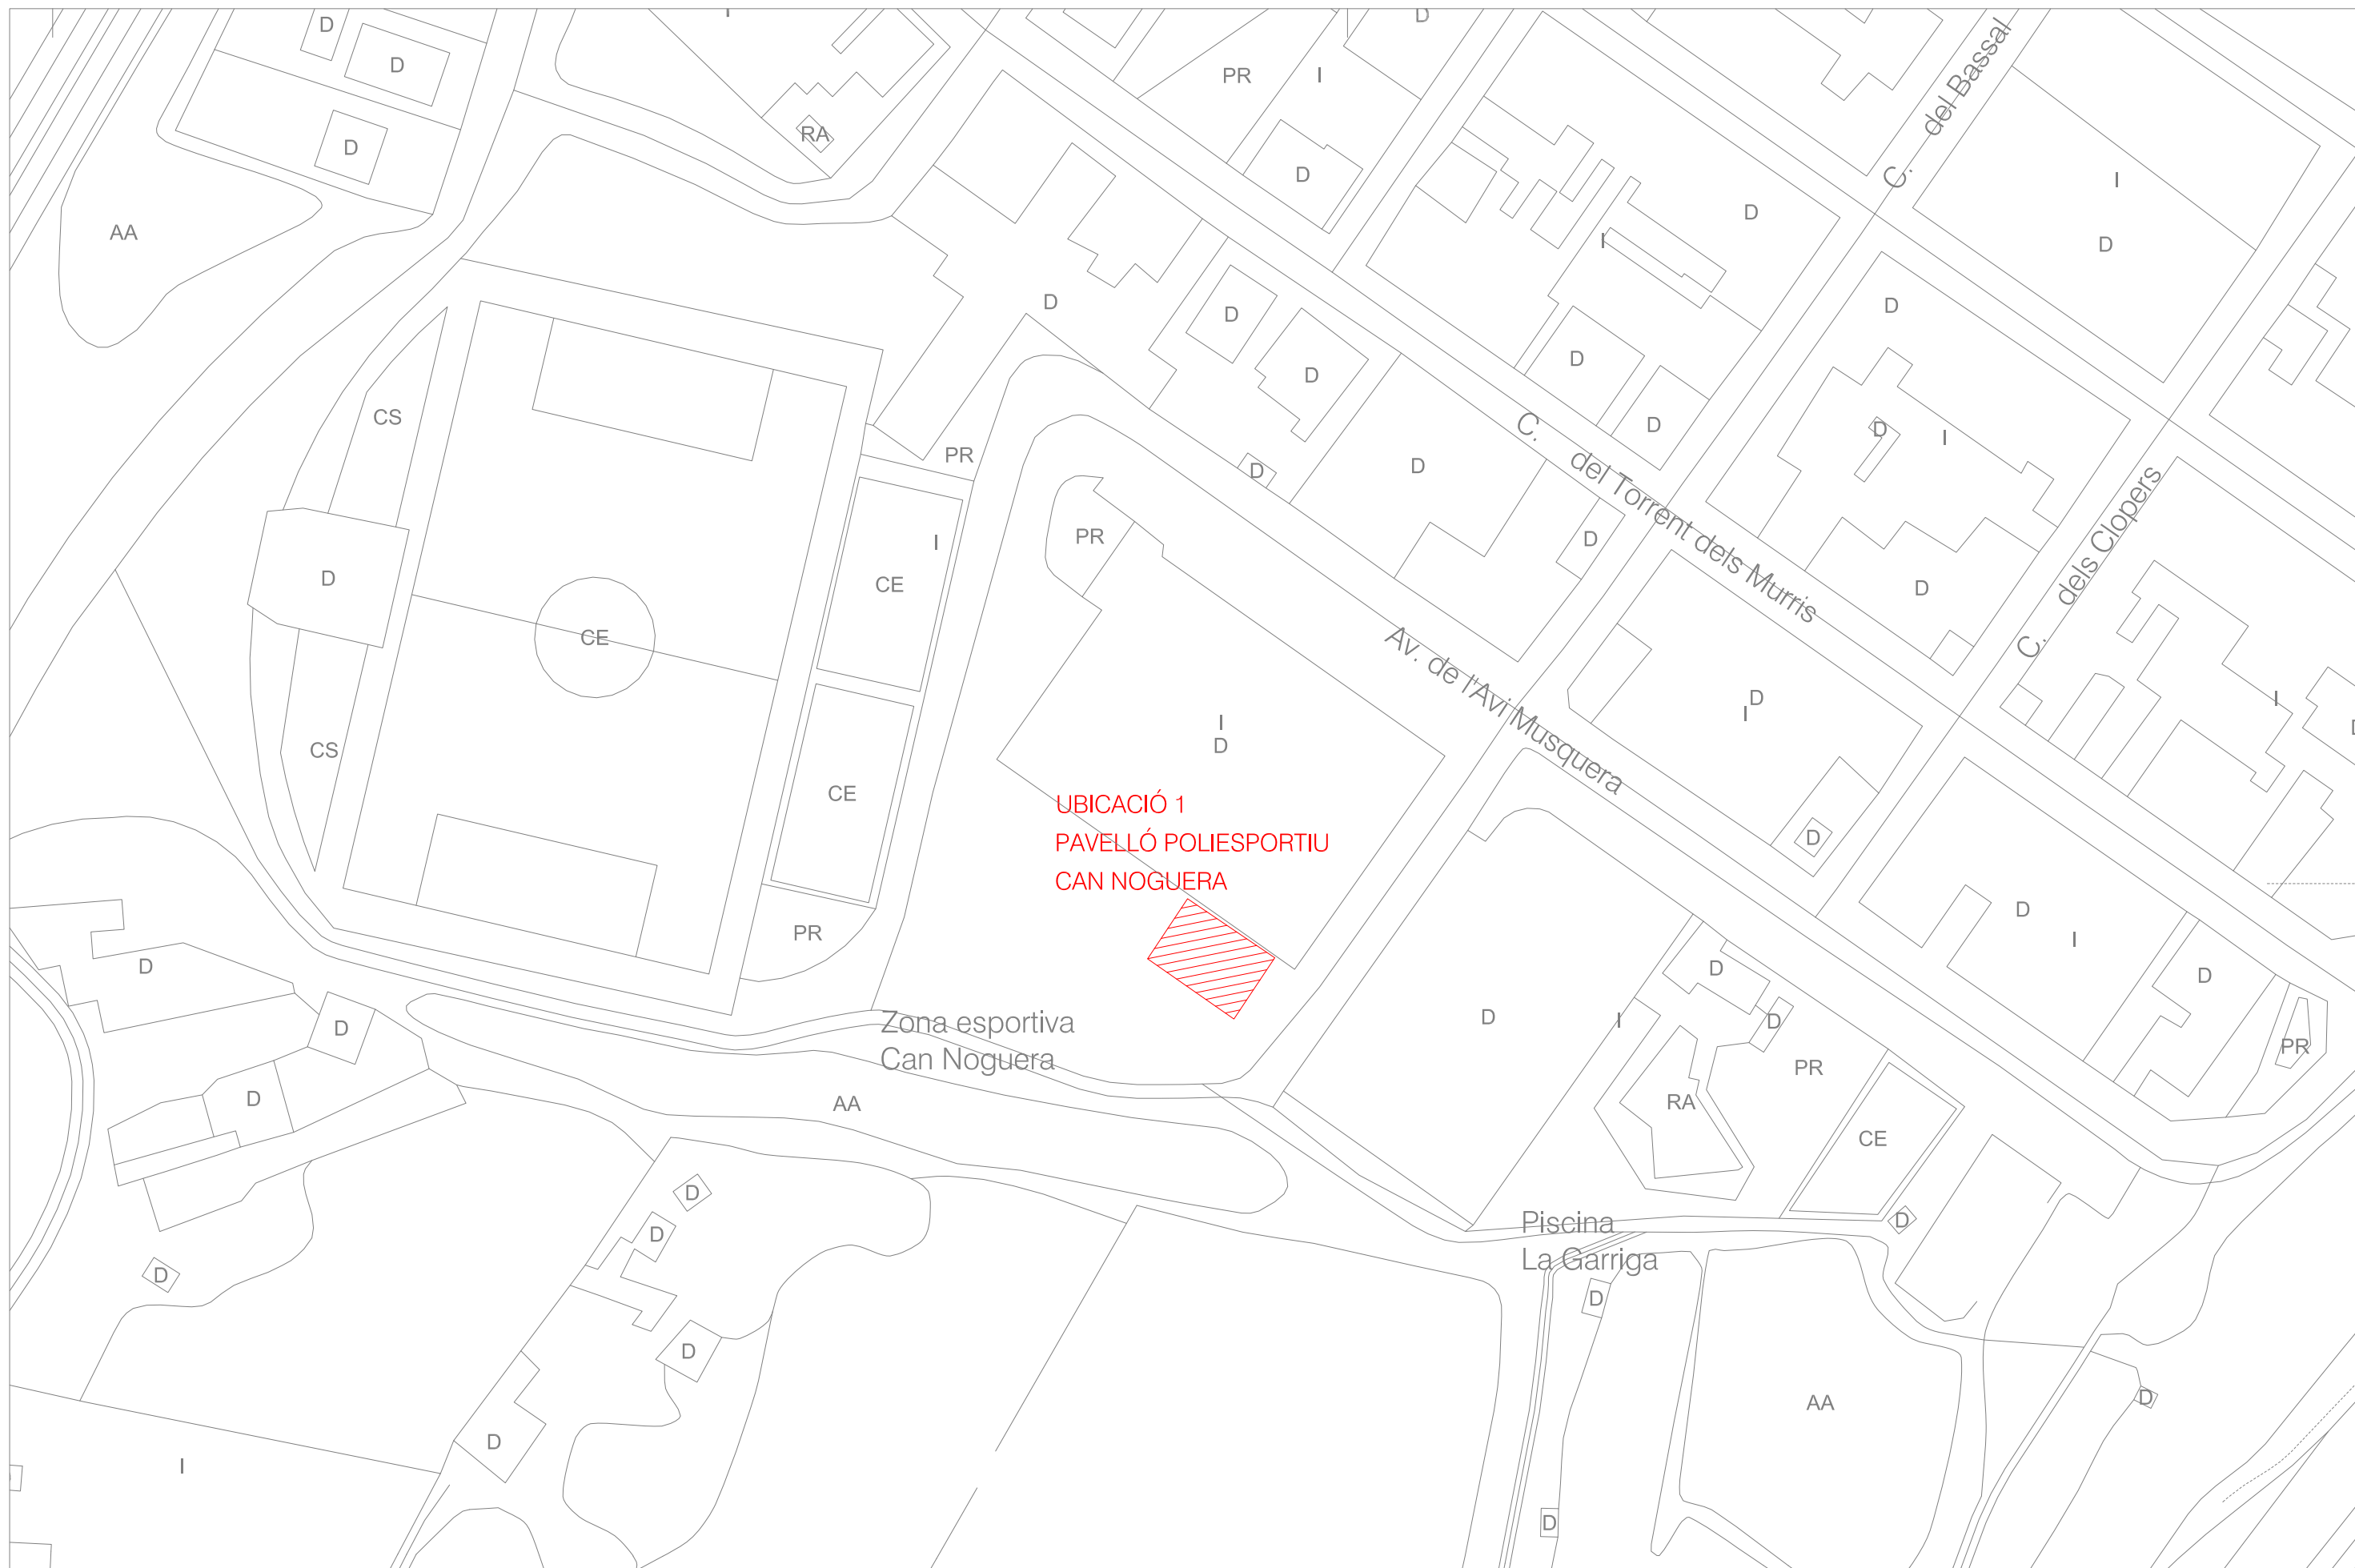 I
D
D
D
D
PR
I
D
RA
D
C. del Bassal
I
D
D
AA
I
D
D
D
D
D
D
CS
D
D
I
PR
D
D
C. del Torrent dels Murris
PR
I
D
D
CE
D
D
C. dels Clopers
CE
Av. de l'Avi Musquera
D
I
I
D
I
D
CS
CE
UBICACIÓ 1
PAVELLÓ POLIESPORTIU
CAN NOGUERA
D
D
I
PR
D
D
D
D
I
D
Zona esportiva
Can Noguera
D
PR
PR
D
AA
RA
CE
D
D
Piscina
La Garriga
D
D
D
D
AA
D
D
I
D